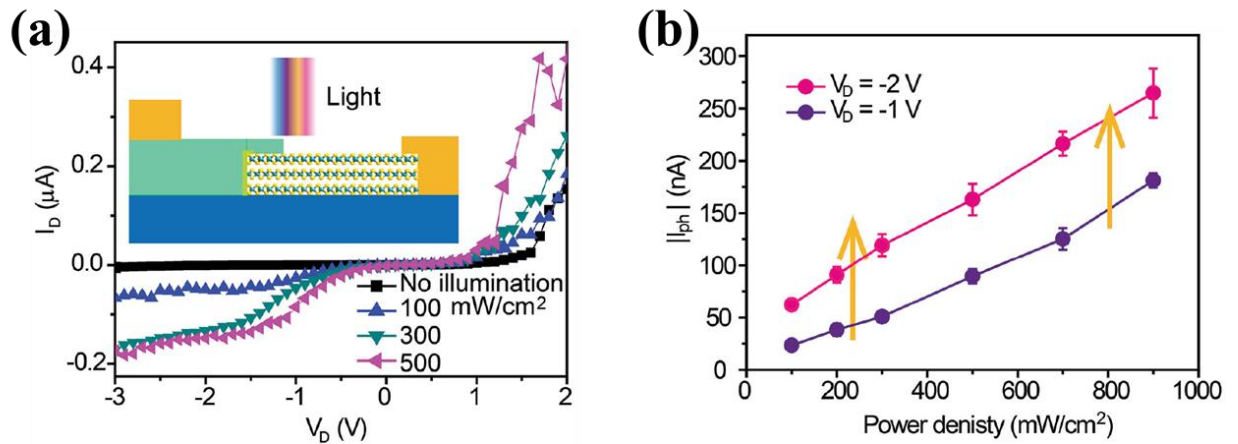 (a)
0.4
0.2
0.0
-0.2
I_D (μA)
Light
No illumination
100 mW/cm²
300
500
-3
-2
-1
0
1
2
V_D (V)
(b)
300
250
200
150
100
50
0
||ph| (nA)
V_D = -2 V
V_D = -1 V
0
200
400
600
800
1000
Power denisty (mW/cm²)